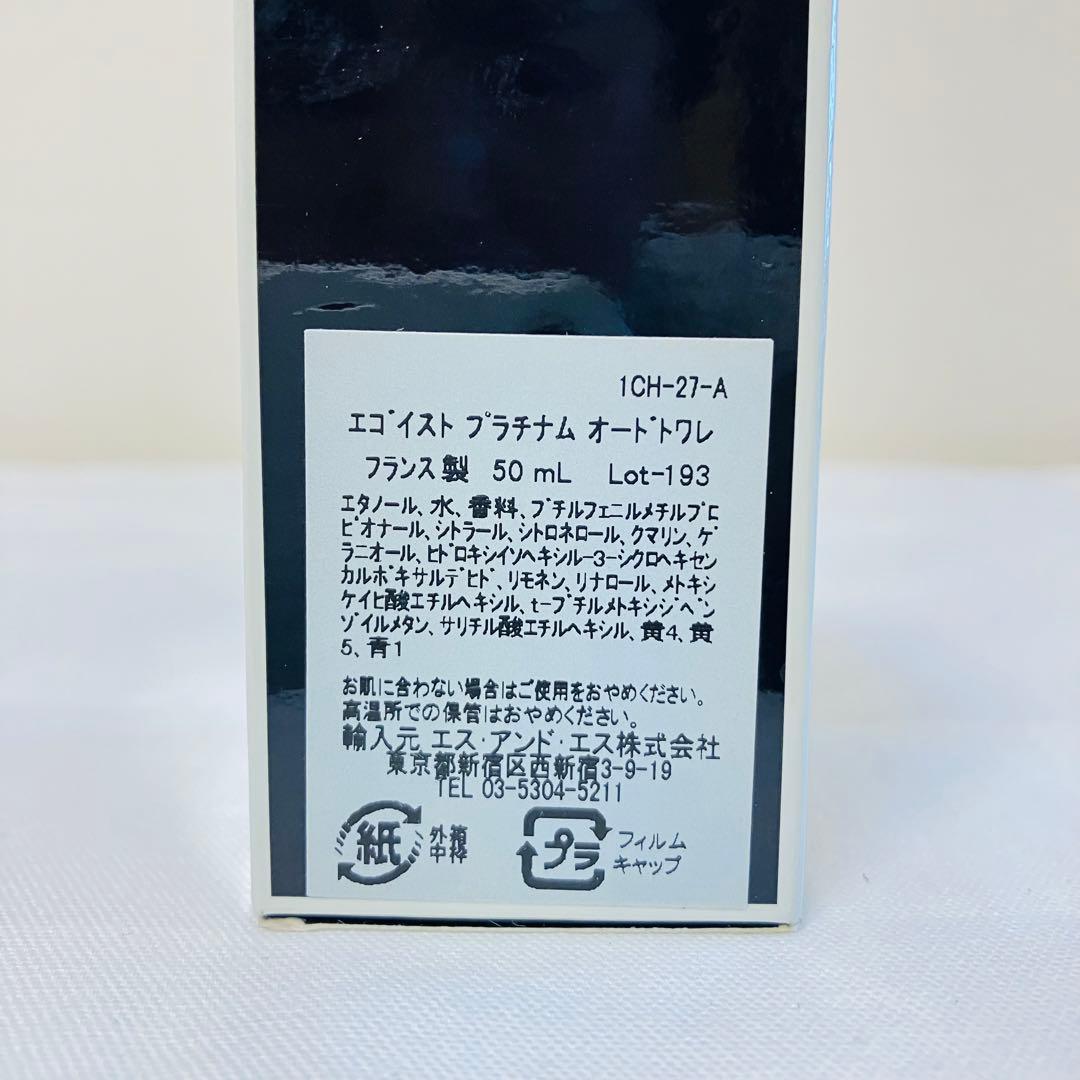 1CH-27-A
エゴイスト プラチナム オードトワレ
フランス製 50 mL Lot-193
エタノール、水、香料、ブチルフェニルメチルプロ
ピオナール、シトラール、シトロネロール、クマリン、ゲ
ラニオール、ヒドロキシイソヘキシル-3-シクロヘキセン
カルボキサルデヒド、リモネン、リナロール、メトキシ
ケイヒ酸エチルヘキシル、t-ブチルメトキシジベン
ゾイルメタン、サリチル酸エチルヘキシル、黄4、黄
5、青1
お肌に合わない場合はご使用をおやめください。
高温所での保管はおやめください。
輸入元 エス・アンド・エス株式会社
東京都新宿区西新宿3-9-19
TEL 03-5304-5211
紙 外箱
中枠
プラ フィルム
キャップ